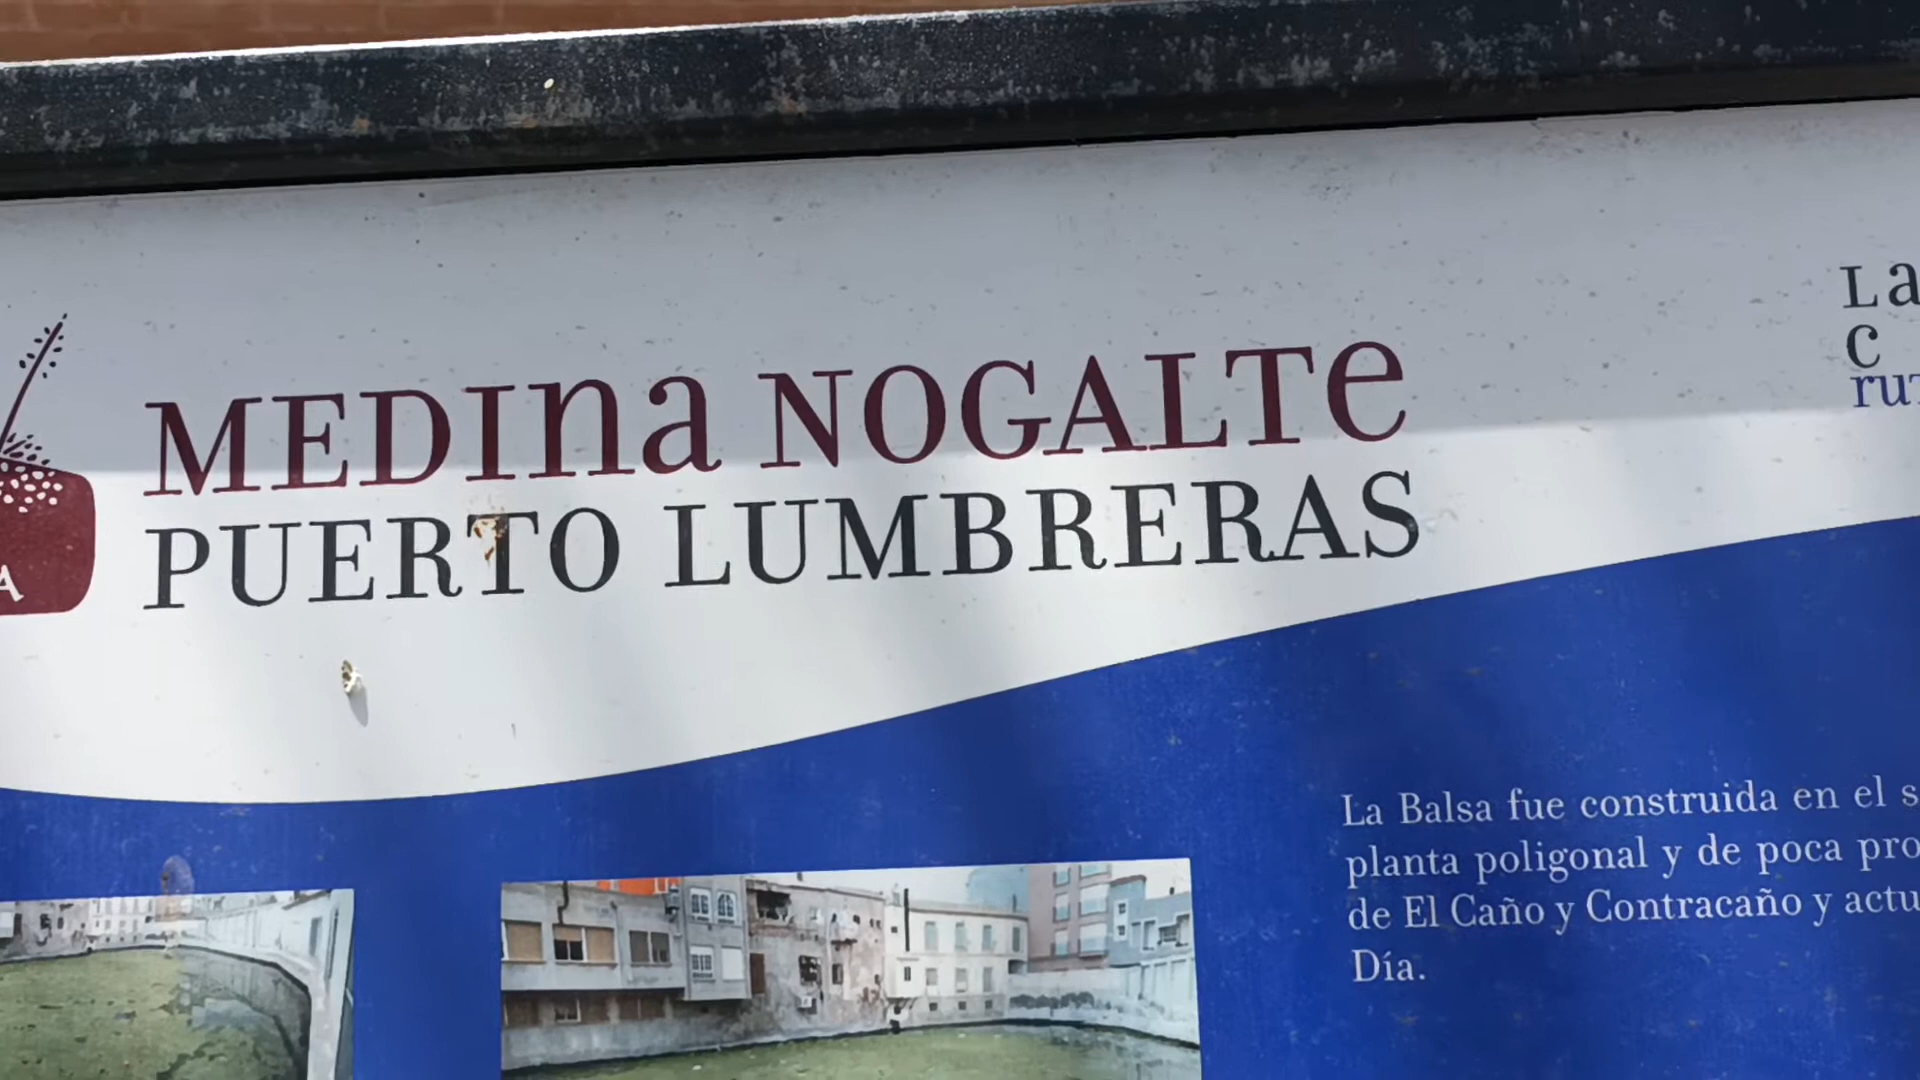 MEDIna NOGALTe
PUERTO LUMBRERAS
La
C
La Balsa fue construida en el
planta poligonal y de poca
de El Caño y Contracaño y
Día.